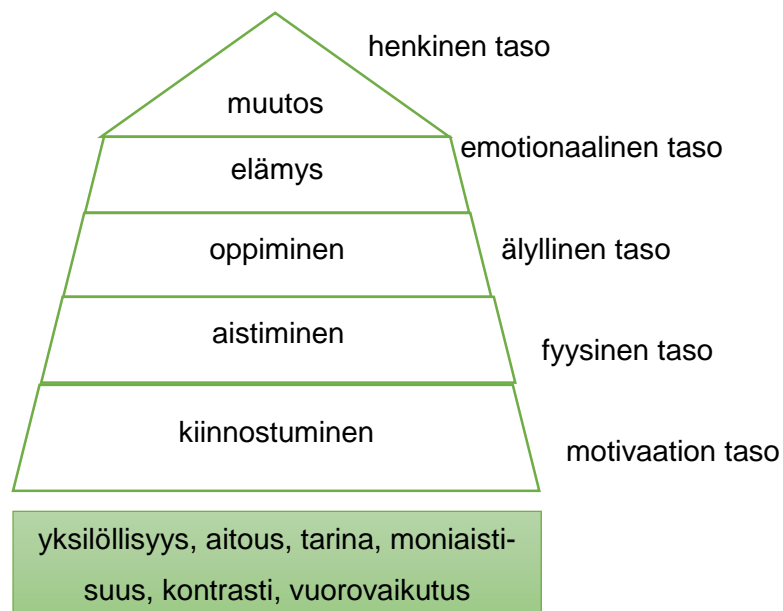 henkinen taso
muutos
emotionaalinen taso
elämys
oppiminen
älyllinen taso
aistiminen
fyysinen taso
kiinnostuminen
motivaation taso
yksilöllisyys, aitous, tarina, moniaisti-
suus, kontrasti, vuorovaikutus